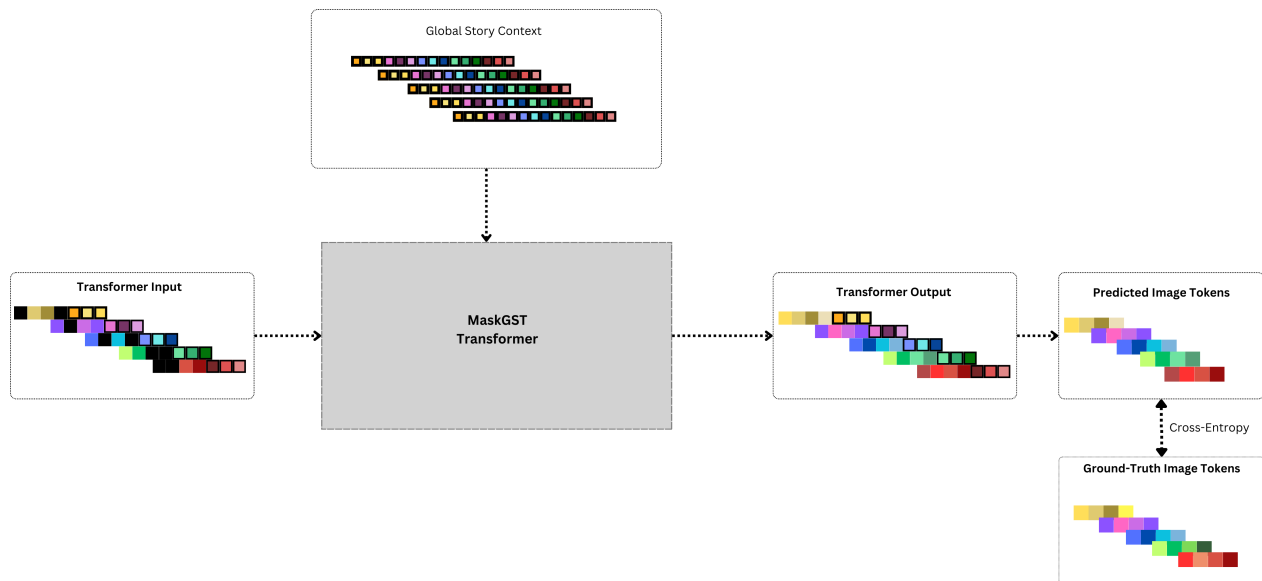 Global Story Context
Transformer Input
MaskGST
Transformer
Transformer Output
Predicted Image Tokens
Cross-Entropy
Ground-Truth Image Tokens